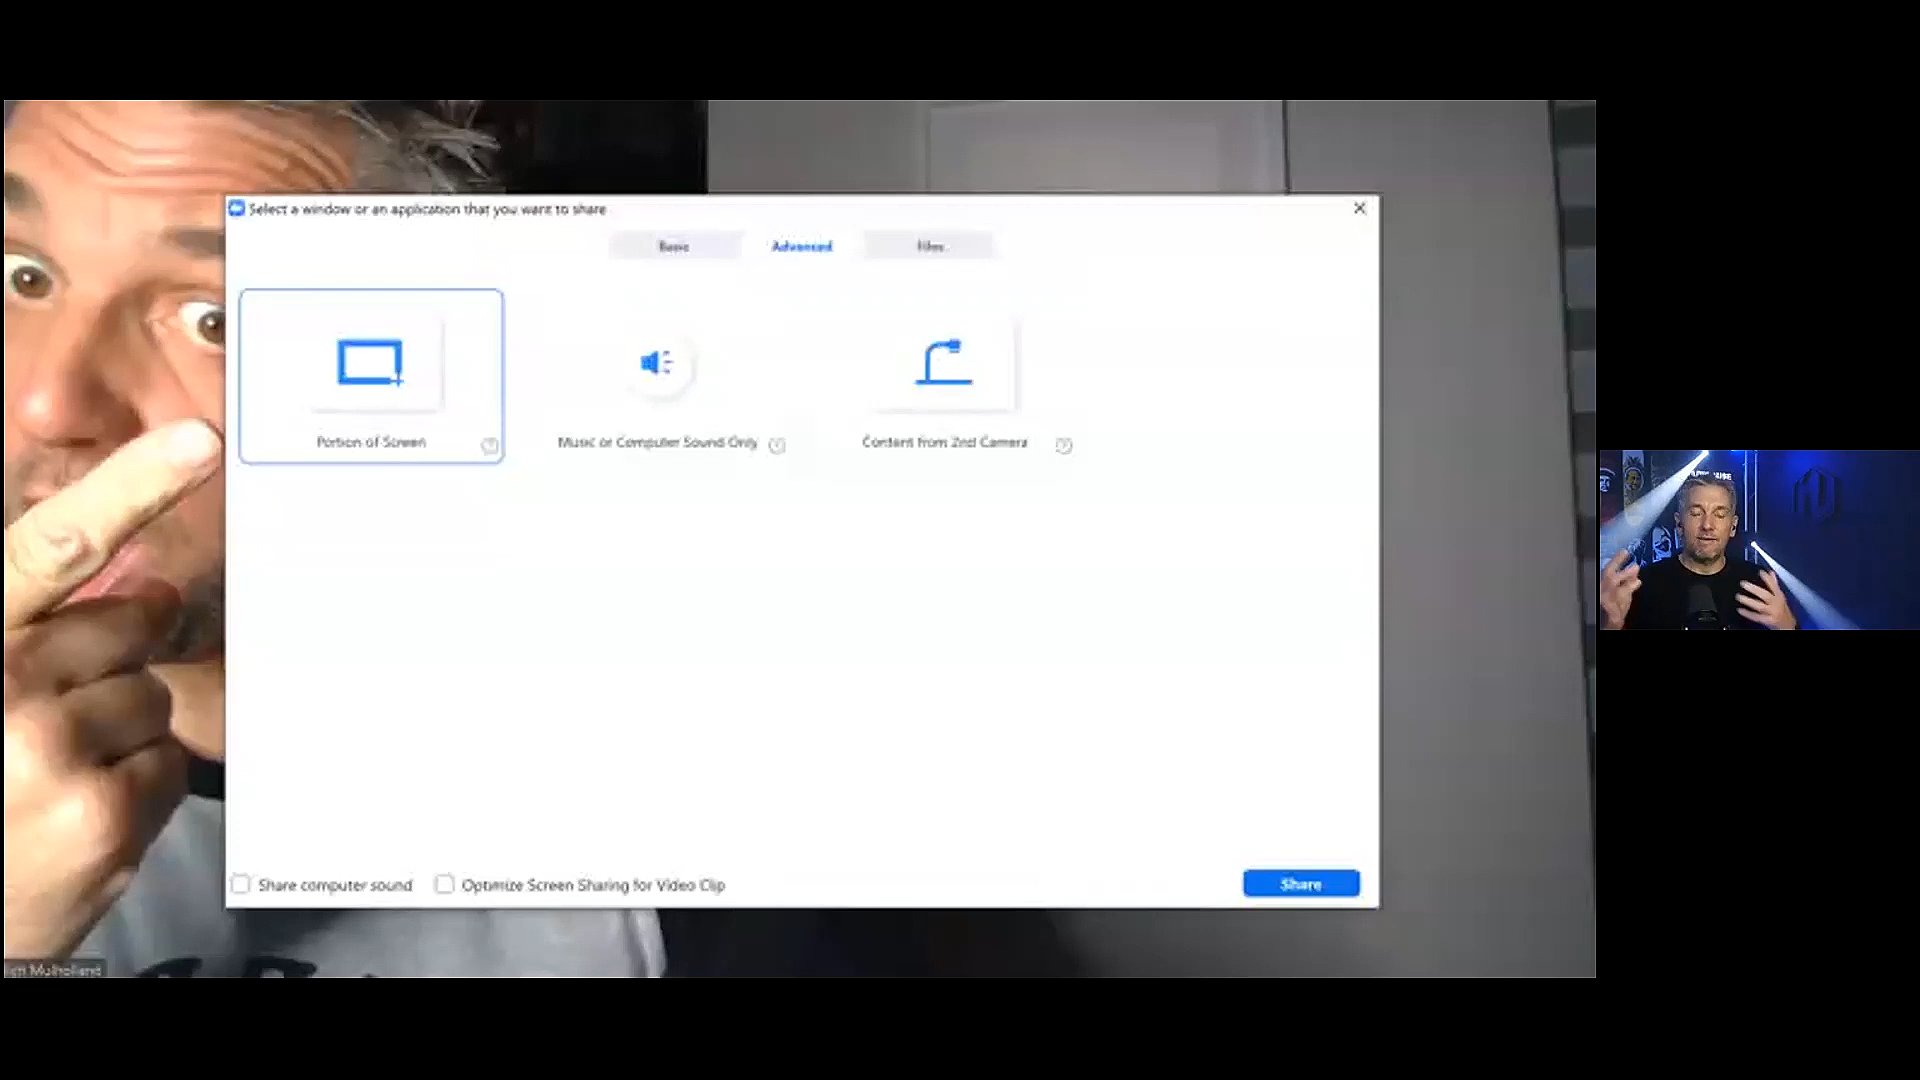 Select a window or an application that you want to share
Basic
Advanced
Files
Portion of Screen
Music or Computer Sound Only
Content from 2nd Camera
Share computer sound
Optimize Screen Sharing for Video Clip
Share
Mulholland